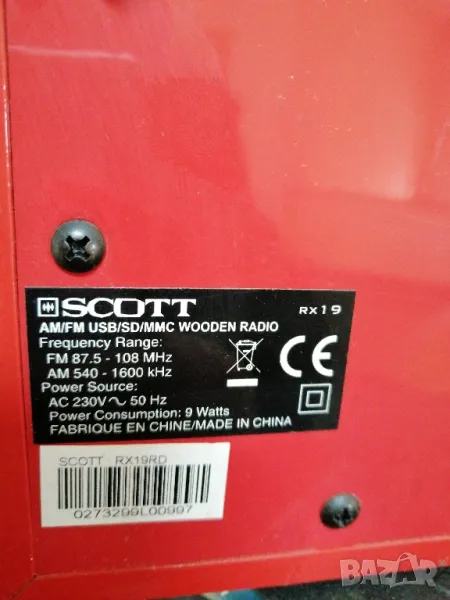 SCOTT RX19
AM/FM USB/SD/MMC WOODEN RADIO
Frequency Range:
FM 87.5 - 108 MHz
AM 540 - 1600 kHz
Power Source:
AC 230V ~ 50 Hz
Power Consumption: 9 Watts
FABRIQUE EN CHINE/MADE IN CHINA
CE
SCOTT RX19RD
0273299L00997
BAZAR